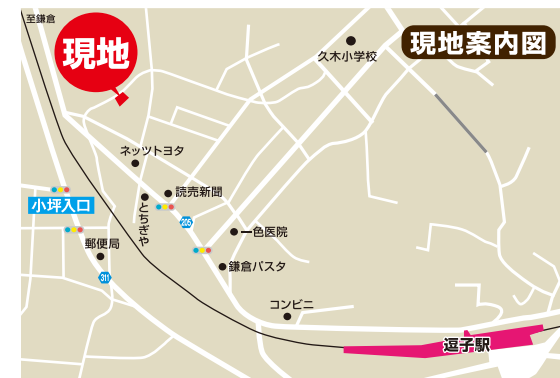 至鎌倉
現地
現地案内図
久木小学校
ネッツトヨタ
読売新聞
とちぎや
小坪入口
205
一色医院
郵便局
鎌倉パスタ
311
コンビニ
逗子駅